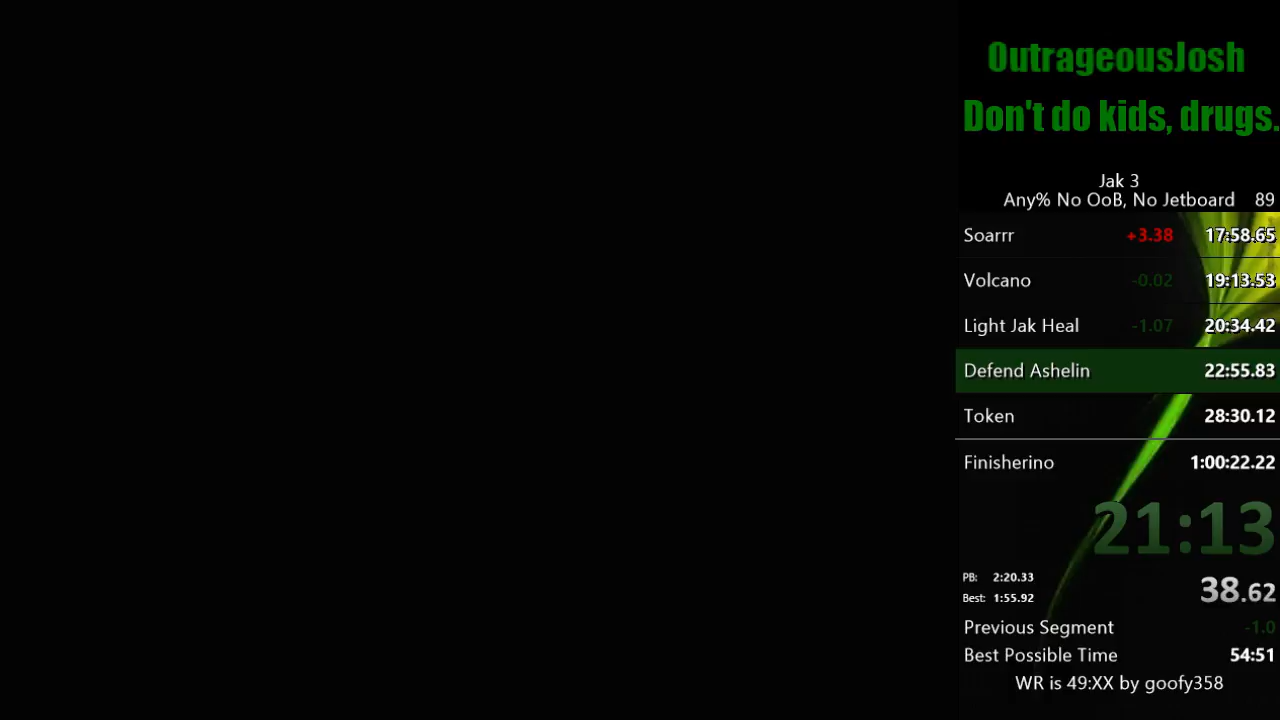 OutrageousJosh
Don't do kids, drugs.
Jak 3
Any% No OoB, No Jetboard 89
Soarrr +3.38 17:58.65
Volcano -0.02 19:13.53
Light Jak Heal -1.07 20:34.42
Defend Ashelin 22:55.83
Token 28:30.12
Finisherino 1:00:22.22
21:13
PB: 2:20.33
38.62
Best: 1:55.92
Previous Segment -1.0
Best Possible Time 54:51
WR is 49:XX by goofy358